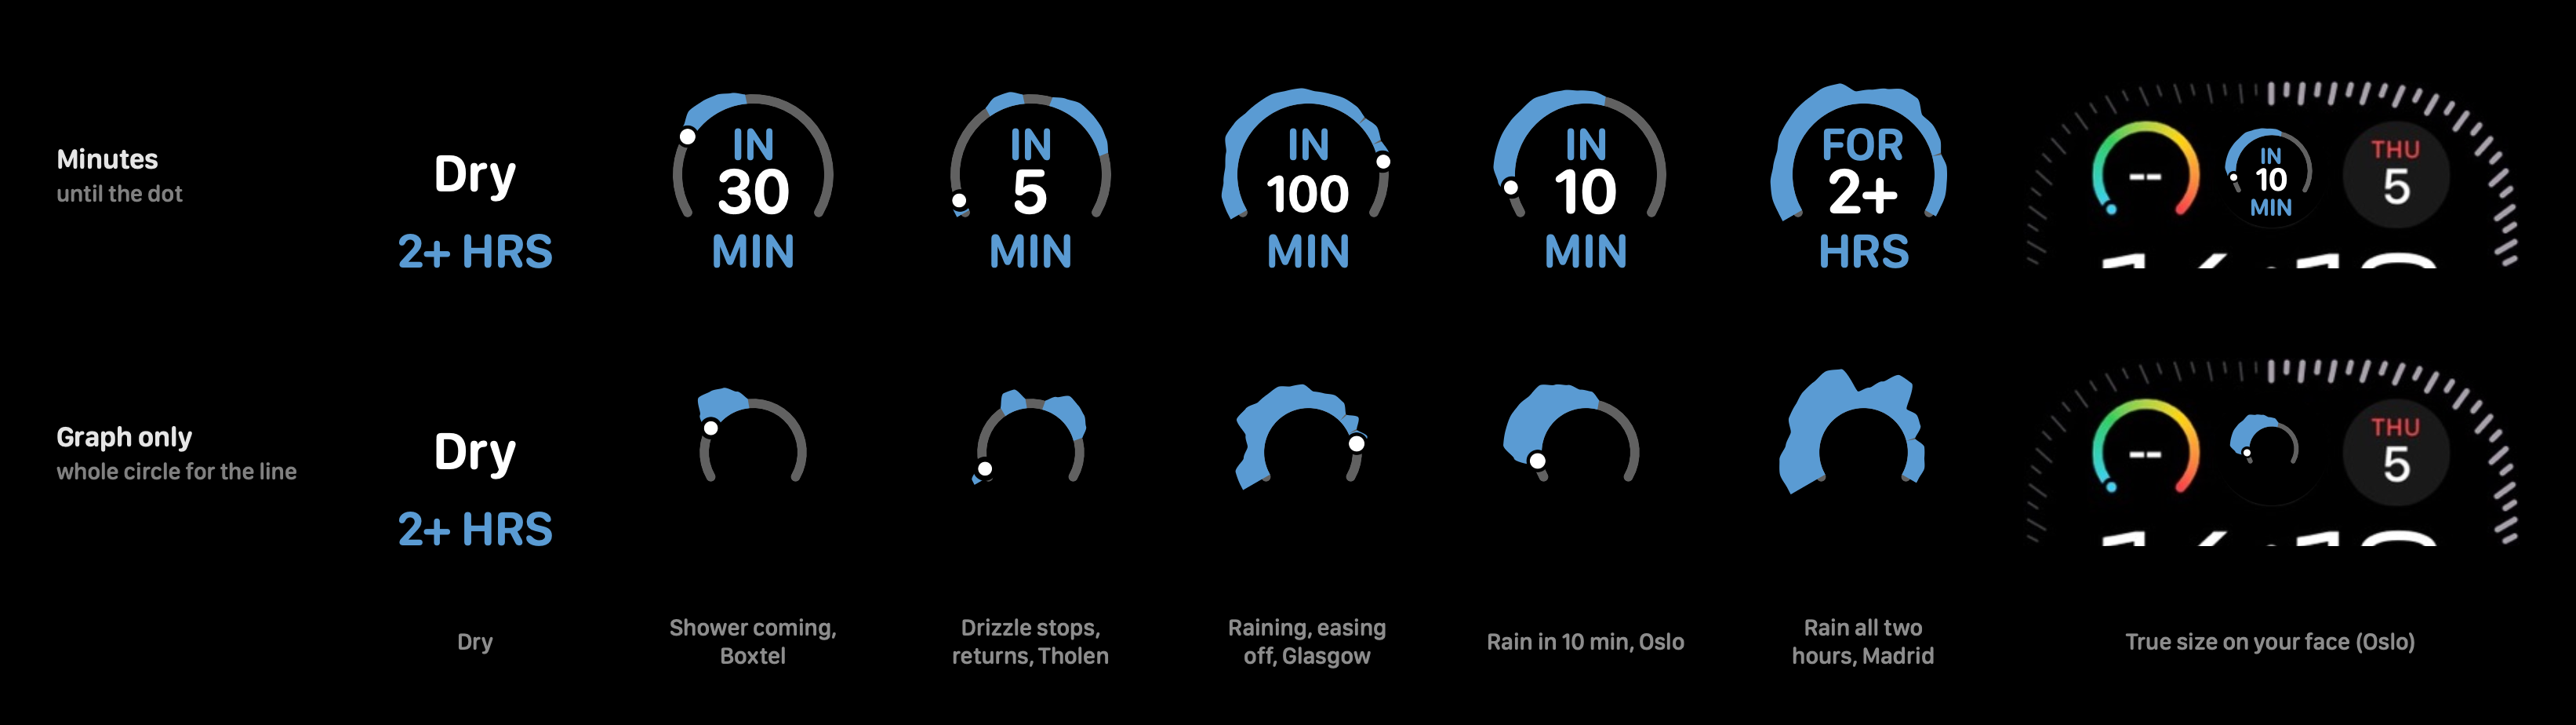 Minutes
until the dot
Dry
2+ HRS
IN
30
MIN
IN
5
MIN
IN
100
MIN
IN
10
MIN
FOR
2+
HRS
--
IN
10
MIN
THU
5
Graph only
whole circle for the line
Dry
2+ HRS
--
THU
5
Dry
Shower coming,
Boxtel
Drizzle stops,
returns, Tholen
Raining, easing
off, Glasgow
Rain in 10 min, Oslo
Rain all two
hours, Madrid
True size on your face (Oslo)